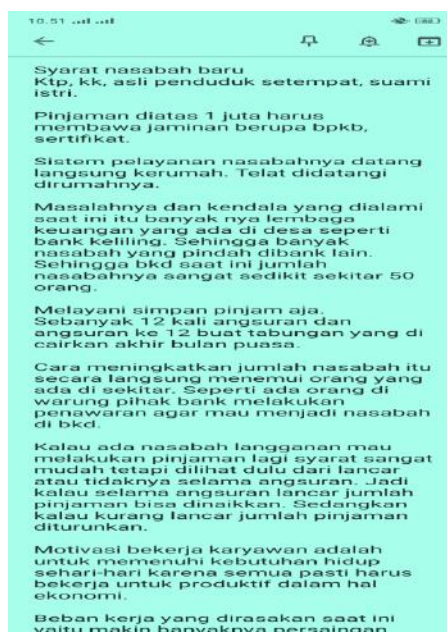 10.51
Syarat nasabah baru
Ktp, kk, asli penduduk setempat, suami
istri.
Pinjaman diatas 1 juta harus
membawa jaminan berupa bpkb,
sertifikat.
Sistem pelayanan nasabahnya datang
langsung kerumah. Telat didatangi
dirumahnya.
Masalahnya dan kendala yang dialami
saat ini itu banyak nya lembaga
keuangan yang ada di desa seperti
bank keliling. Sehingga banyak
nasabah yang pindah dibank lain.
Sehingga bkd saat ini jumlah
nasabahnya sangat sedikit sekitar 50
orang.
Melayani simpan pinjam aja.
Sebanyak 12 kali angsuran dan
angsuran ke 12 buat tabungan yang di
cairkan akhir bulan puasa.
Cara meningkatkan jumlah nasabah itu
secara langsung menemui orang yang
ada di sekitar. Seperti ada orang di
warung pihak bank melakukan
penawaran agar mau menjadi nasabah
di bkd.
Kalau ada nasabah langganan mau
melakukan pinjaman lagi syarat sangat
mudah tetapi dilihat dulu dari lancar
atau tidaknya selama angsuran. Jadi
kalau selama angsuran lancar jumlah
pinjaman bisa dinaikkan. Sedangkan
kalau kurang lancar jumlah pinjaman
diturunkan.
Motivasi bekerja karyawan adalah
untuk memenuhi kebutuhan hidup
sehari-hari karena semua pasti harus
bekerja untuk produktif dalam hal
ekonomi.
Beban kerja yang dirasakan saat ini
yaitu makin banyaknya persaingan